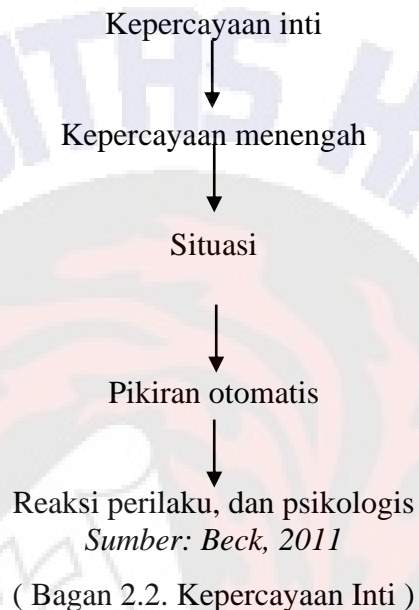 Kepercayaan inti
Kepercayaan menengah
Situasi
Pikiran otomatis
Reaksi perilaku, dan psikologis
Sumber: Beck, 2011
( Bagan 2.2. Kepercayaan Inti )